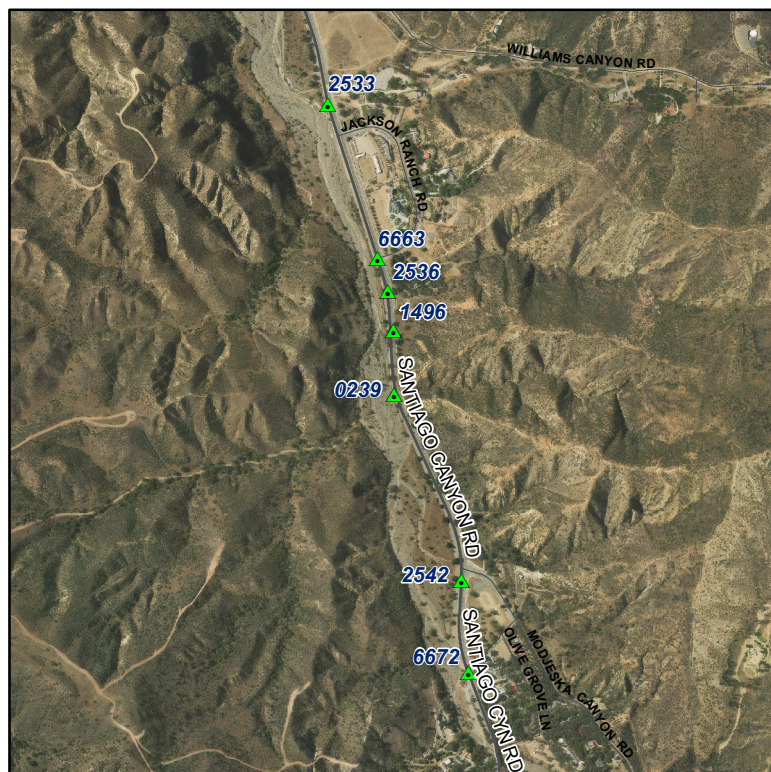 WILLIAMS CANYON RD
2533
JACKSON RANCH RD
6663
2536
1496
0239
SANTIAGO CANYON RD
2542
SANTIAGO CYN RD
MODJESKA CANYON RD
OLIVE GROVE LN
6672